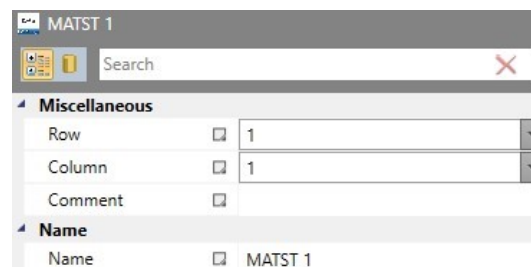 MATST 1
Search
Miscellaneous
Row 1
Column 1
Comment
Name
Name MATST 1